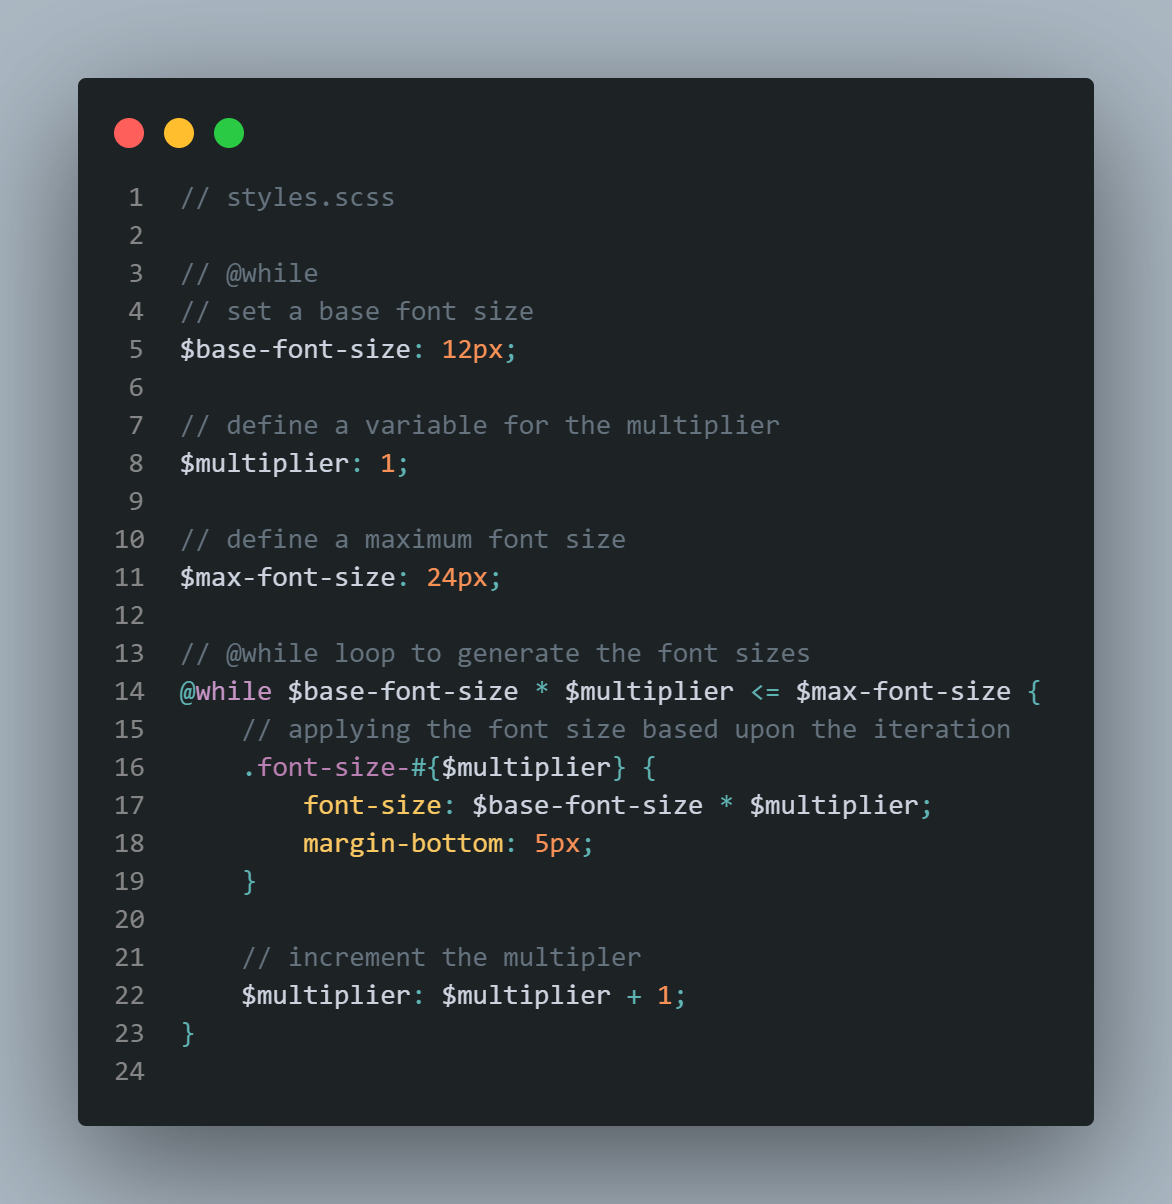 1 // styles.scss
2
3 // @while
4 // set a base font size
5 $base-font-size: 12px;
6
7 // define a variable for the multiplier
8 $multiplier: 1;
9
10 // define a maximum font size
11 $max-font-size: 24px;
12
13 // @while loop to generate the font sizes
14 @while $base-font-size * $multiplier <= $max-font-size {
15     // applying the font size based upon the iteration
16     .font-size-#{$multiplier} {
17         font-size: $base-font-size * $multiplier;
18         margin-bottom: 5px;
19     }
20
21     // increment the multipler
22     $multiplier: $multiplier + 1;
23 }
24